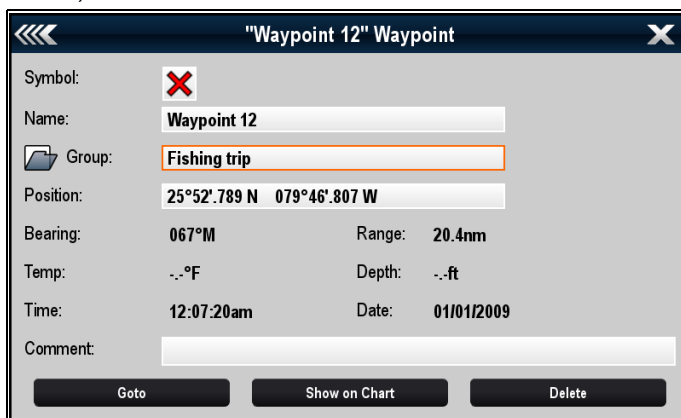 "Waypoint 12" Waypoint
Symbol:
Name: Waypoint 12
Group: Fishing trip
Position: 25°52'.789 N 079°46'.807 W
Bearing: 067°M Range: 20.4nm
Temp: -.-°F Depth: -.-ft
Time: 12:07:20am Date: 01/01/2009
Comment:
Goto Show on Chart Delete